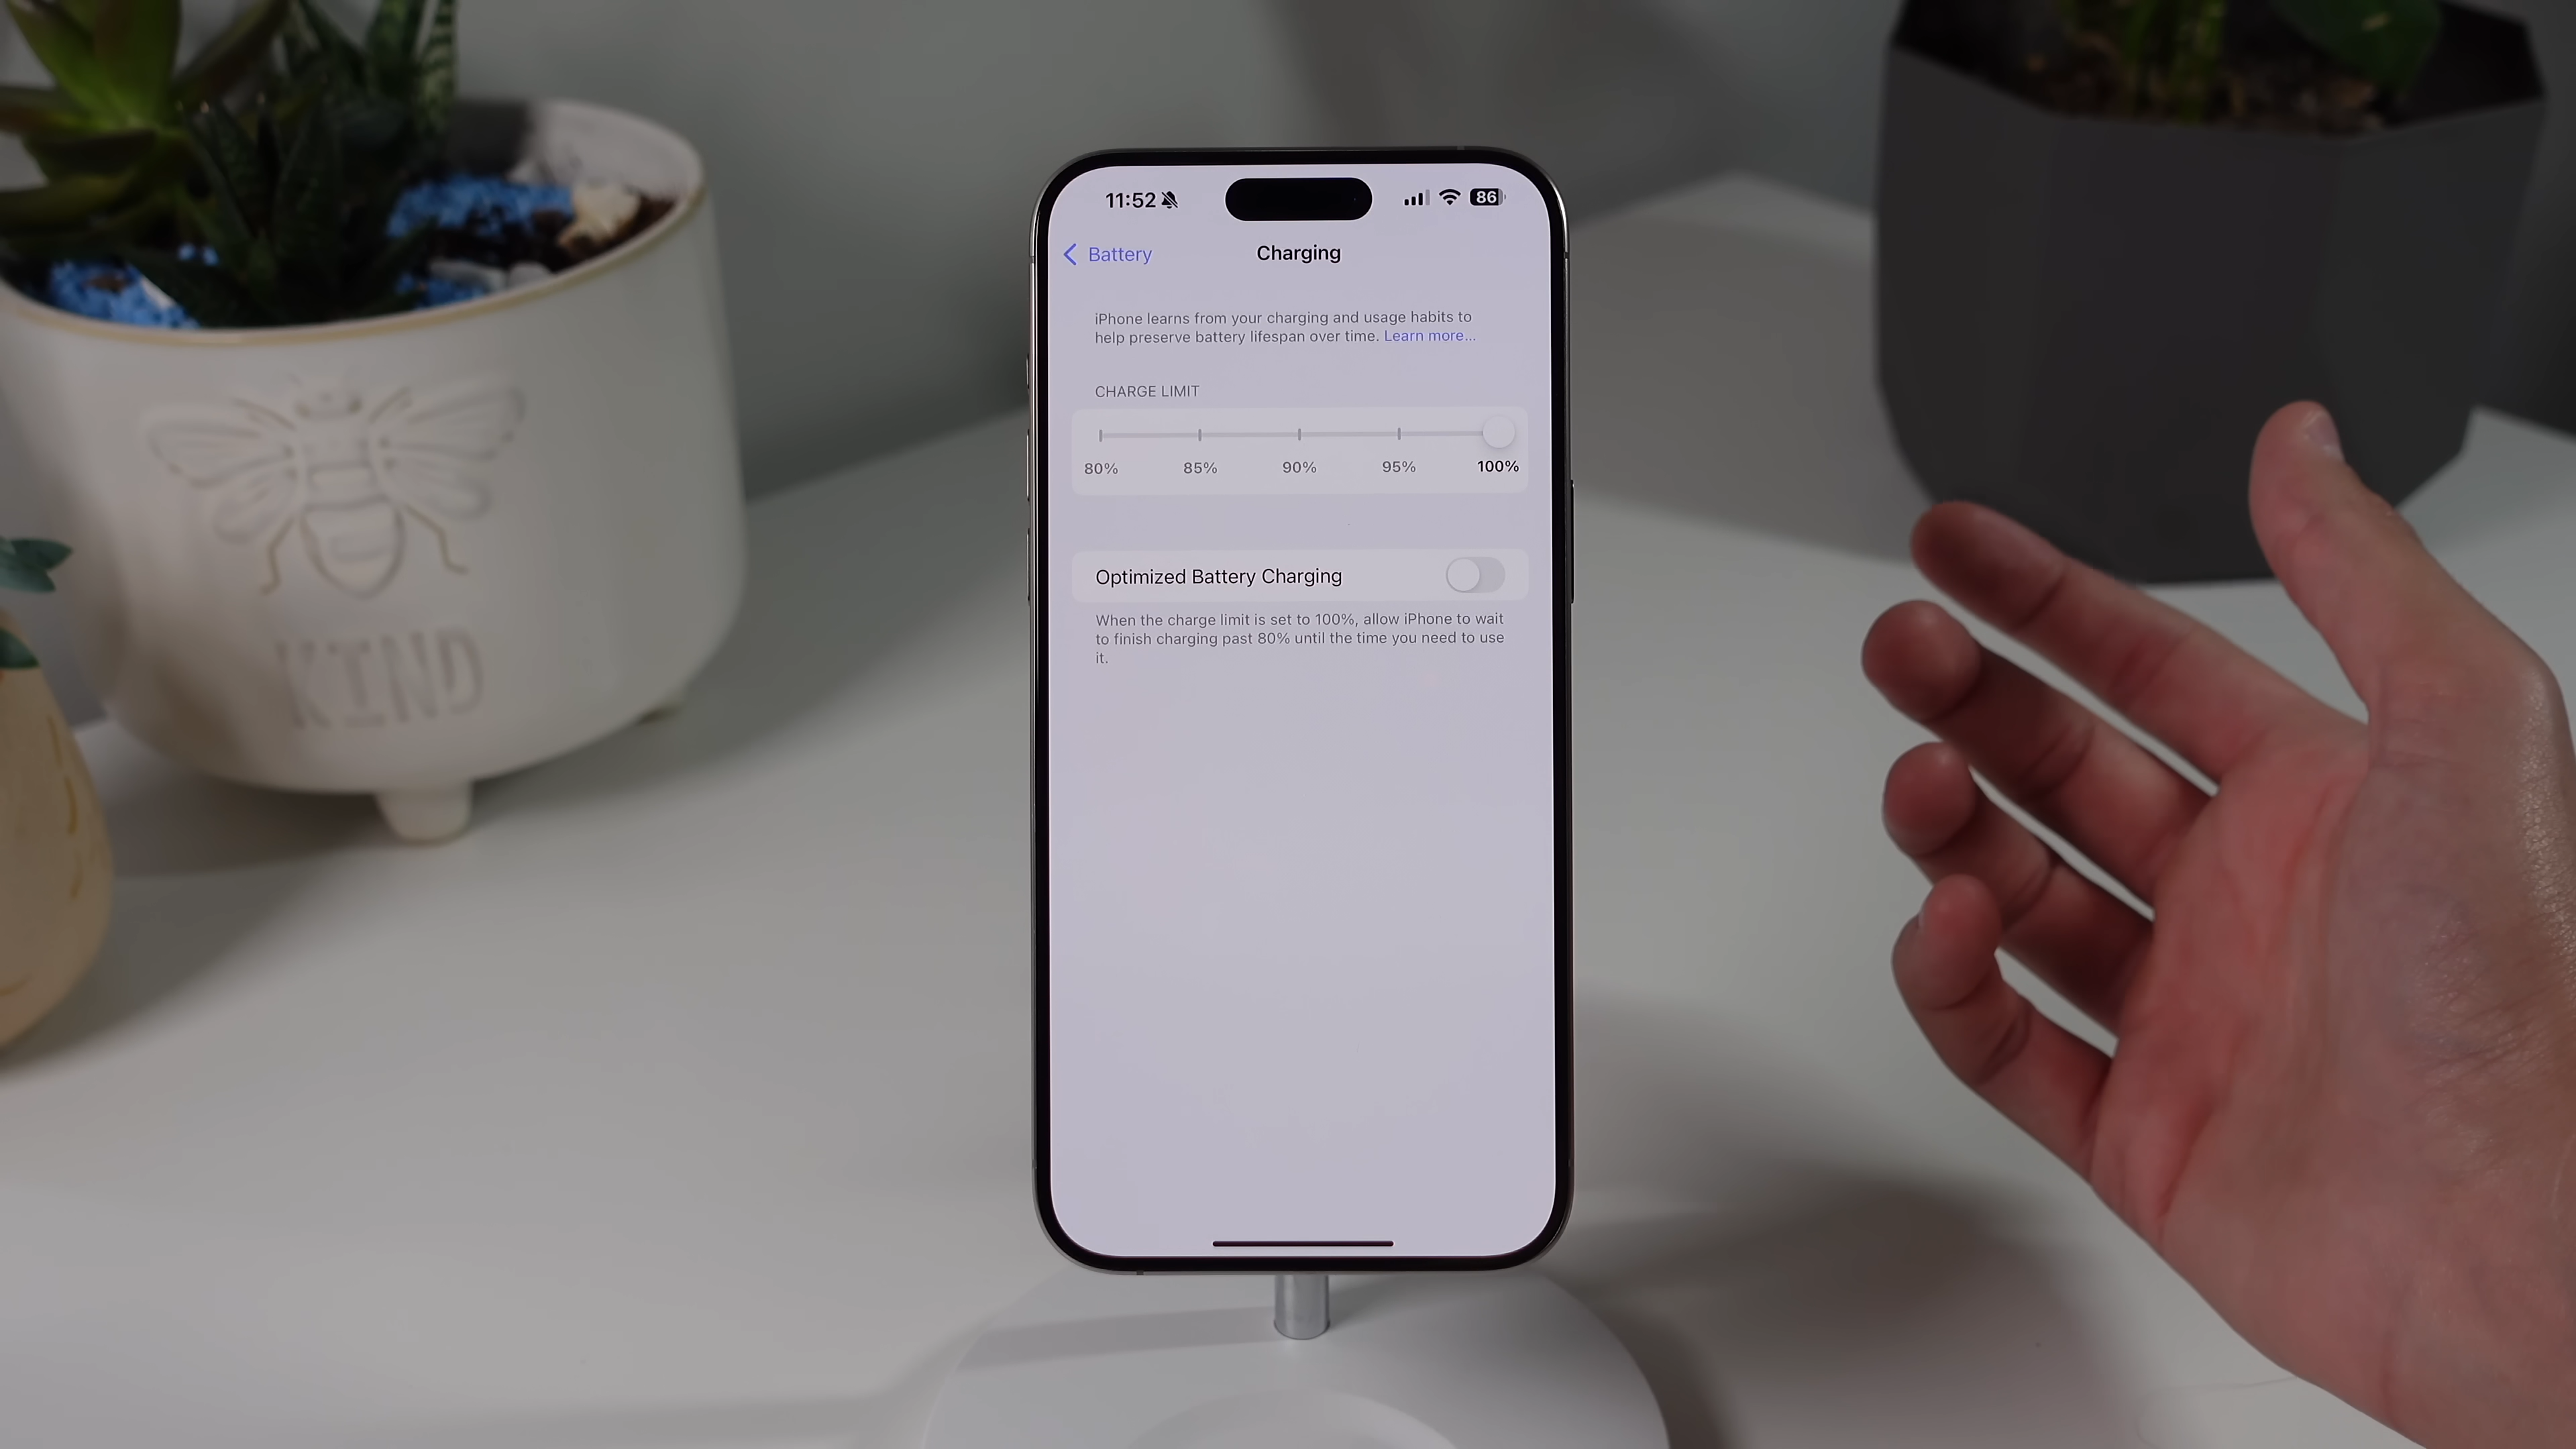 11:52
86
Battery
Charging
iPhone learns from your charging and usage habits to
help preserve battery lifespan over time. Learn more...
CHARGE LIMIT
80% 85% 90% 95% 100%
Optimized Battery Charging
When the charge limit is set to 100%, allow iPhone to wait
to finish charging past 80% until the time you need to use
it.
KIND